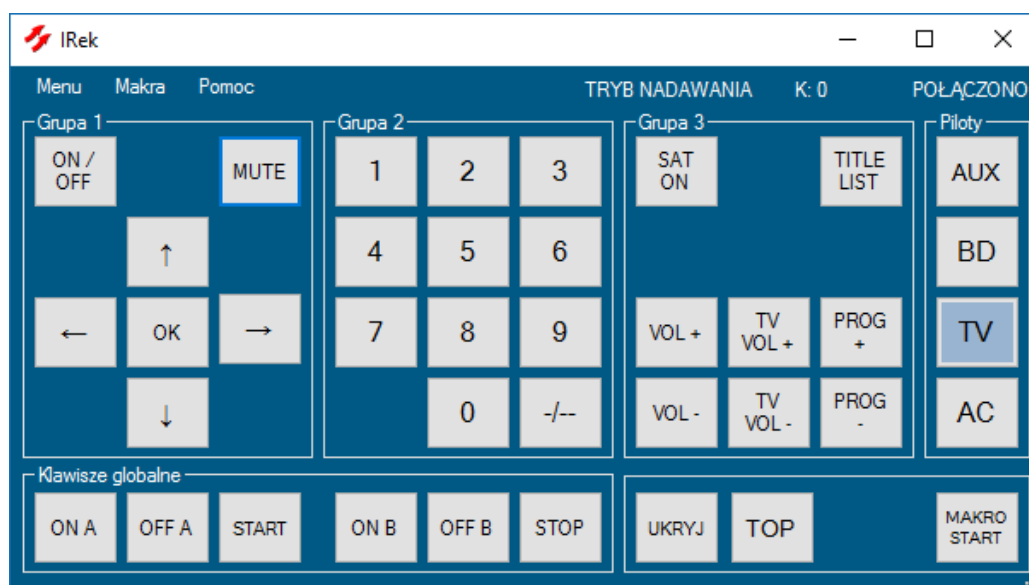 IRek
Menu Makra Pomoc TRYB NADAWANIA K: 0 POŁĄCZONO
Grupa 1 Grupa 2 Grupa 3 Piloty
ON / OFF MUTE 1 2 3 SAT ON TITLE LIST AUX
↑ 4 5 6 BD
← OK → 7 8 9 VOL + TV VOL + PROG + TV
↓ 0 -/-- VOL - TV VOL - PROG - AC
Klawisze globalne
ON A OFF A START ON B OFF B STOP UKRYJ TOP MAKRO START